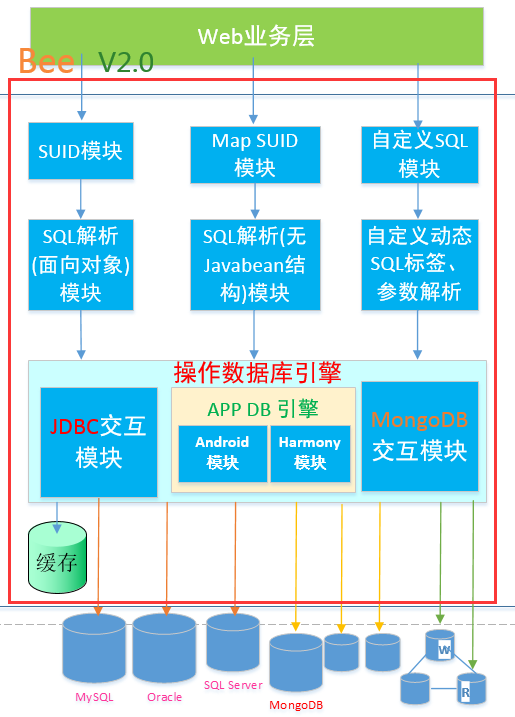 Web业务层
Bee V2.0
SUID模块
Map SUID
模块
自定义SQL
模块
SQL解析
(面向对象)
模块
SQL解析(无
Javabean结
构)模块
自定义动态
SQL标签、
参数解析
操作数据库引擎
JDBC交互
模块
APP DB 引擎
Android
模块
Harmony
模块
MongoDB
交互模块
缓存
MySQL
Oracle
SQL Server
MongoDB
W
R